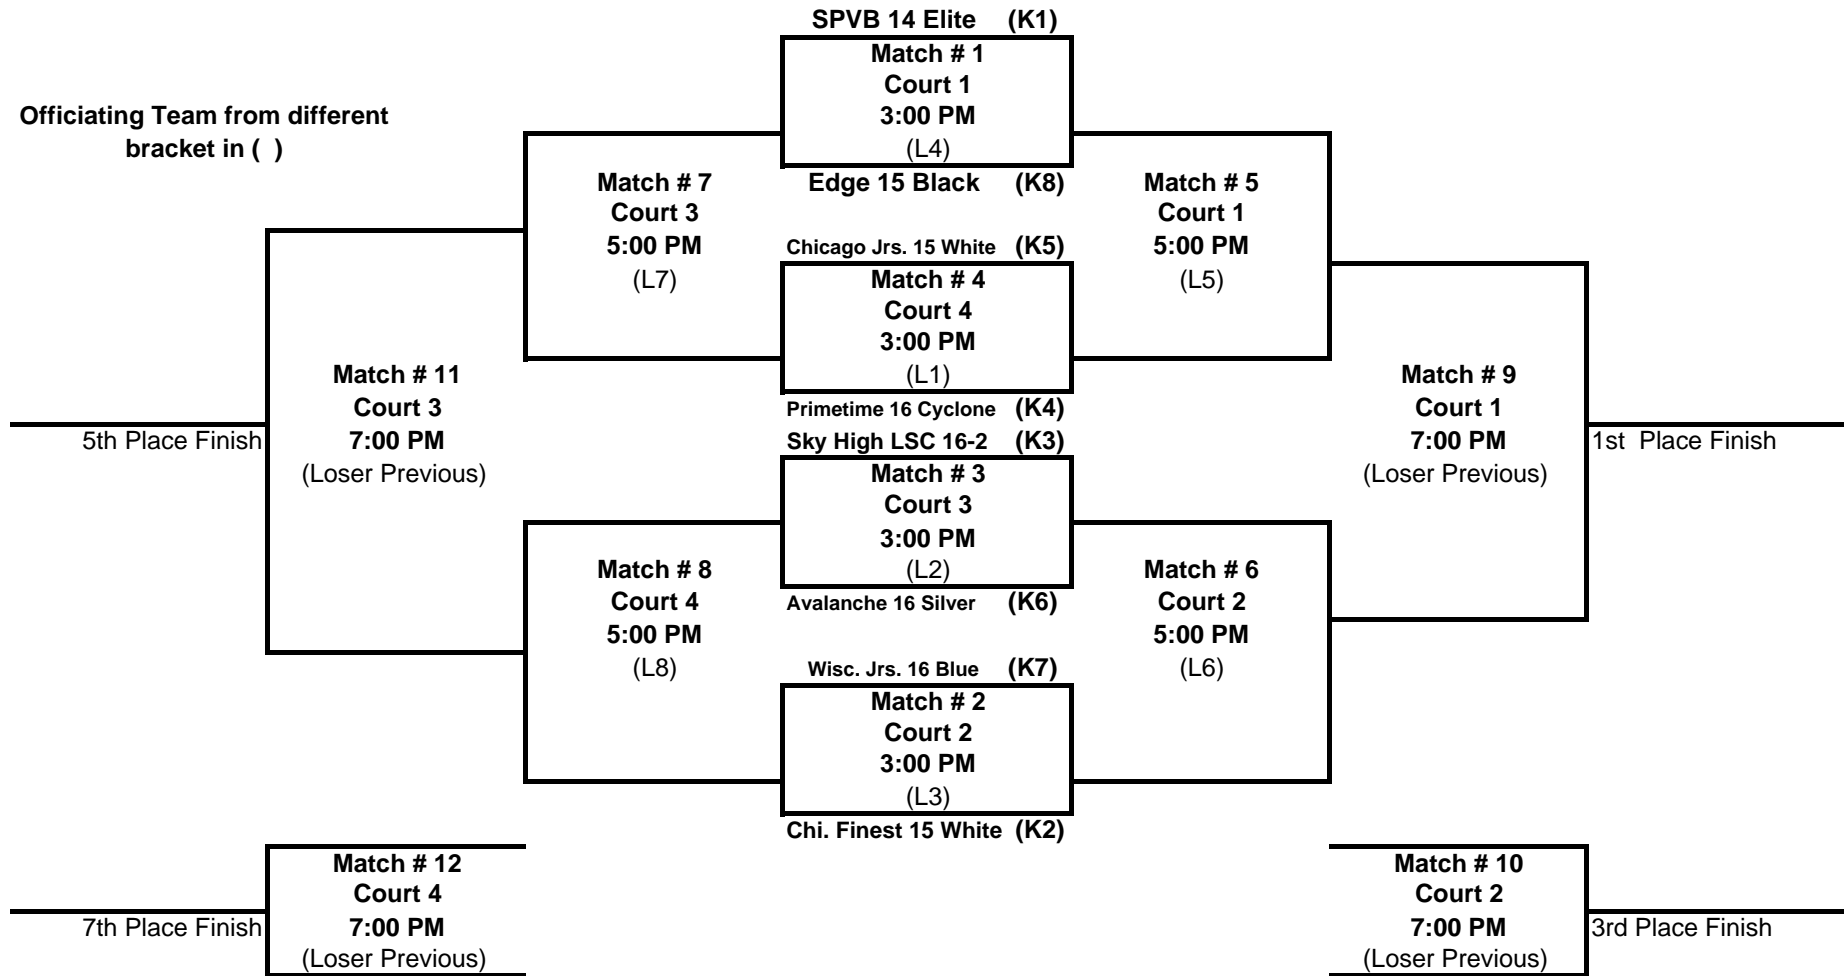 SPVB 14 Elite (K1)
Match # 1
Court 1
3:00 PM
(L4)
Edge 15 Black (K8)
Officiating Team from different
bracket in ( )
Match # 7
Court 3
5:00 PM
(L7)
Match # 5
Court 1
5:00 PM
(L5)
Chicago Jrs. 15 White (K5)
Match # 4
Court 4
3:00 PM
(L1)
Primetime 16 Cyclone (K4)
Match # 11
Court 3
7:00 PM
(Loser Previous)
5th Place Finish
Match # 9
Court 1
7:00 PM
(Loser Previous)
1st Place Finish
Sky High LSC 16-2 (K3)
Match # 3
Court 3
3:00 PM
(L2)
Avalanche 16 Silver (K6)
Match # 8
Court 4
5:00 PM
(L8)
Match # 6
Court 2
5:00 PM
(L6)
Wisc. Jrs. 16 Blue (K7)
Match # 2
Court 2
3:00 PM
(L3)
Chi. Finest 15 White (K2)
Match # 12
Court 4
7:00 PM
(Loser Previous)
7th Place Finish
Match # 10
Court 2
7:00 PM
(Loser Previous)
3rd Place Finish